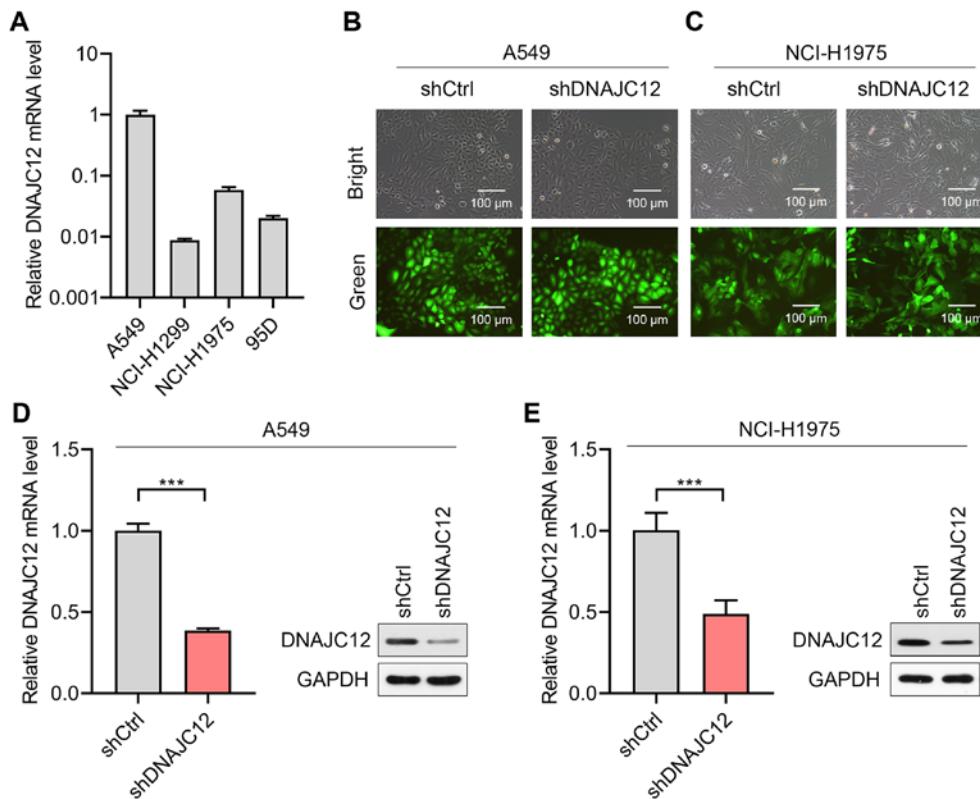 A
Relative DNAJC12 mRNA level
10
1
0.1
0.01
0.001
A549
NCI-H1299
NCI-H1975
95D
B
A549
shCtrl
shDNAJC12
Bright
100 μm
100 μm
Green
100 μm
100 μm
C
NCI-H1975
shCtrl
shDNAJC12
100 μm
100 μm
100 μm
100 μm
D
A549
Relative DNAJC12 mRNA level
1.5
1.0
0.5
0.0
***
shCtrl
shDNAJC12
shCtrl
shDNAJC12
DNAJC12
GAPDH
E
NCI-H1975
Relative DNAJC12 mRNA level
1.5
1.0
0.5
0.0
***
shCtrl
shDNAJC12
shCtrl
shDNAJC12
DNAJC12
GAPDH